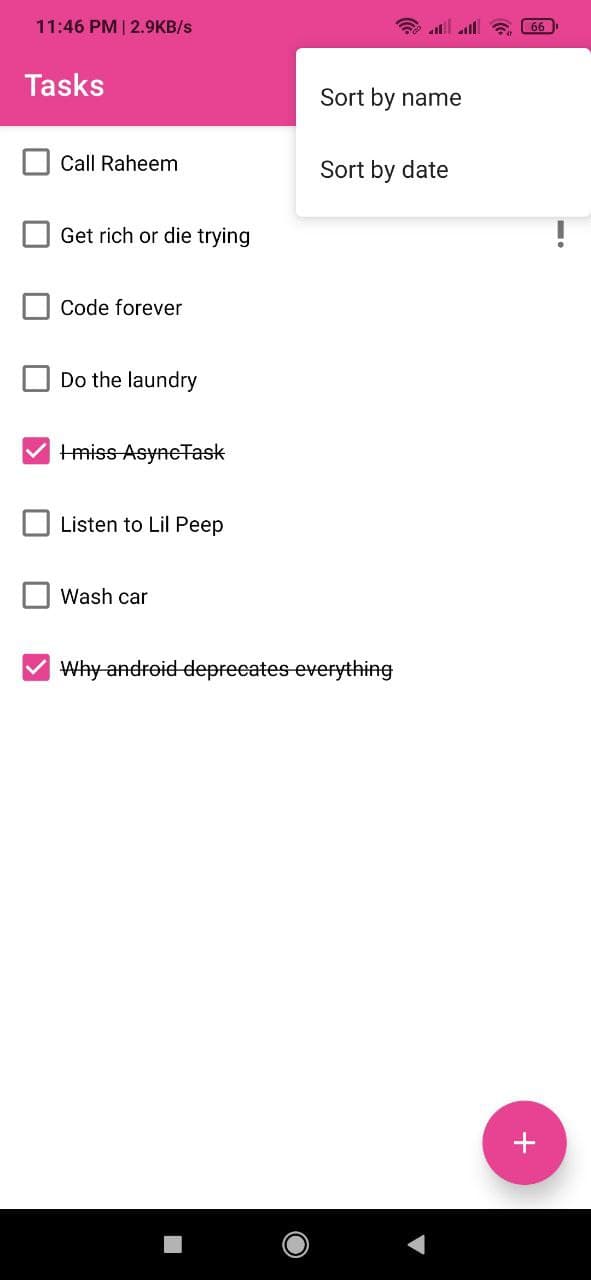 11:46 PM | 2.9KB/s
66
Tasks
Sort by name
Sort by date
Call Raheem
Get rich or die trying
Code forever
Do the laundry
I miss AsyncTask
Listen to Lil Peep
Wash car
Why android deprecates everything